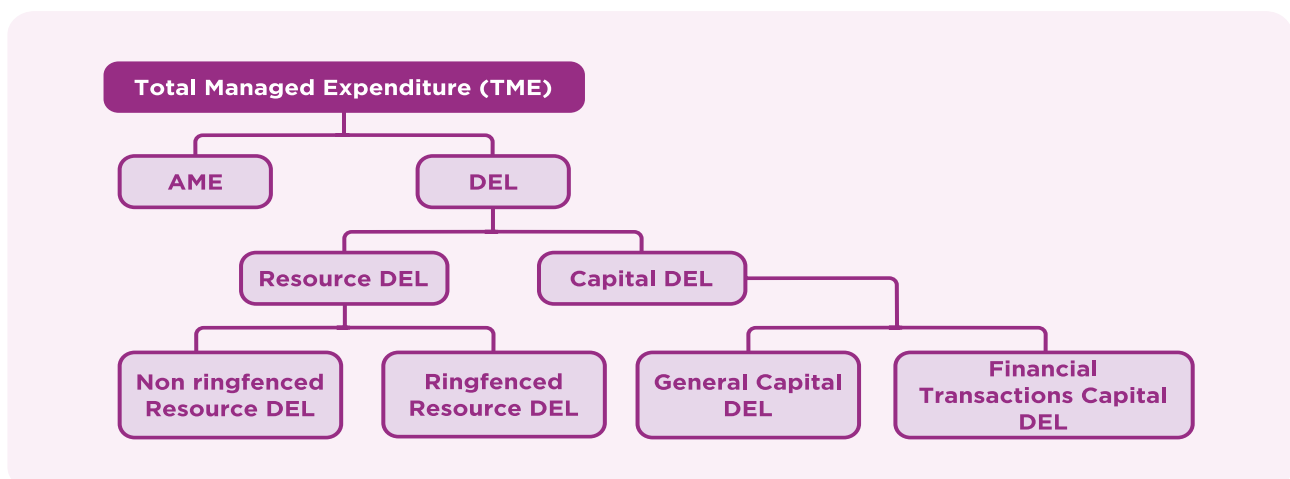 Total Managed Expenditure (TME)
AME
DEL
Resource DEL
Capital DEL
Non ringfenced
Resource DEL
Ringfenced
Resource DEL
General Capital
DEL
Financial
Transactions Capital
DEL